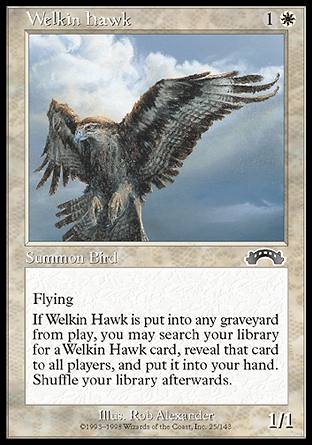 Welkin Hawk 1
Summon Bird
Flying
If Welkin Hawk is put into any graveyard
from play, you may search your library
for a Welkin Hawk card, reveal that card
to all players, and put it into your hand.
Shuffle your library afterwards.
Illus. Rob Alexander
©1993-1998 Wizards of the Coast, Inc. 25/143
1/1